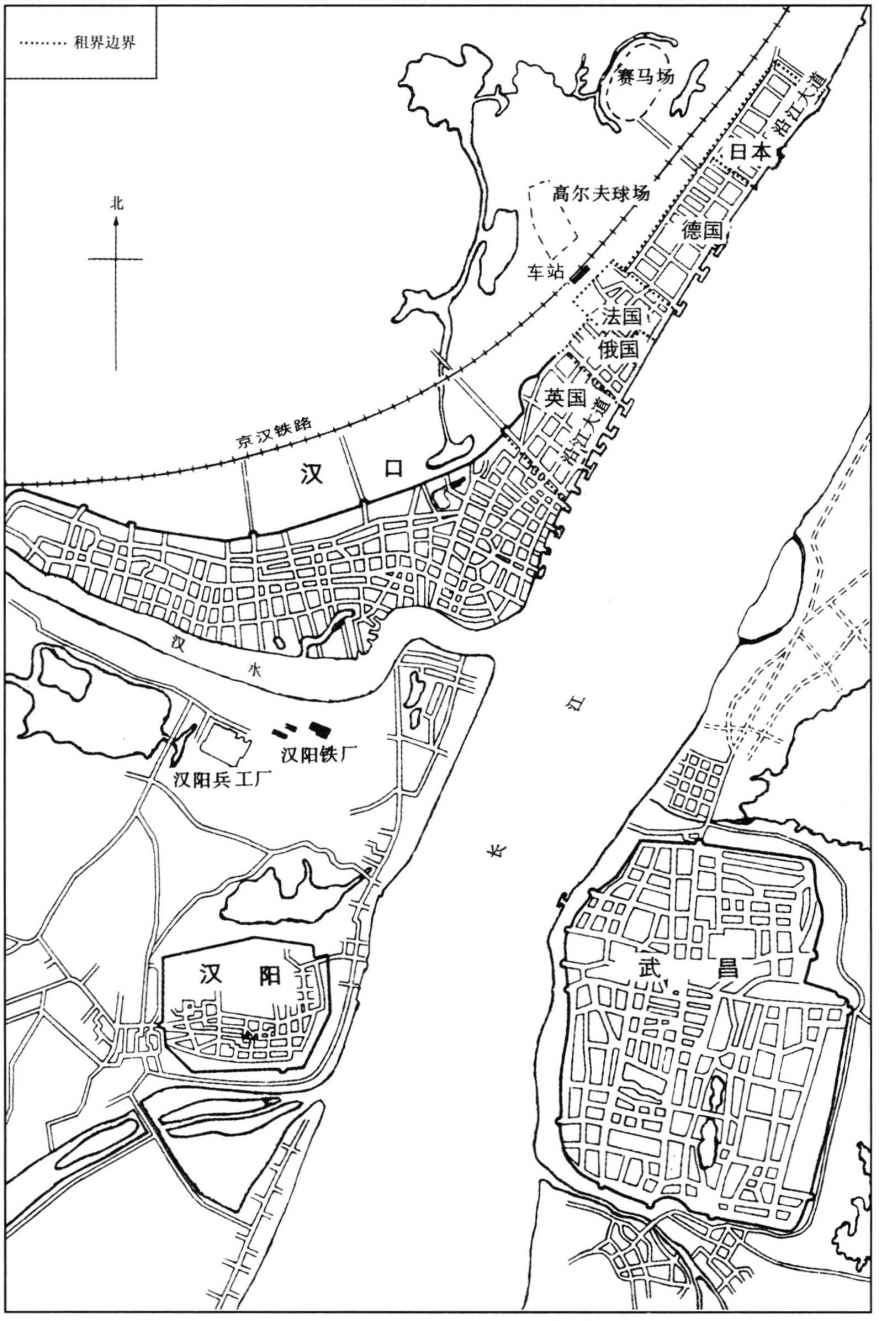 租界边界
赛马场
沿江大道
日本
北
高尔夫球场
德国
车站
法国
俄国
英国
沿江大道
京汉铁路
汉口
汉水
江
汉阳铁厂
汉阳兵工厂
长
武昌
汉阳